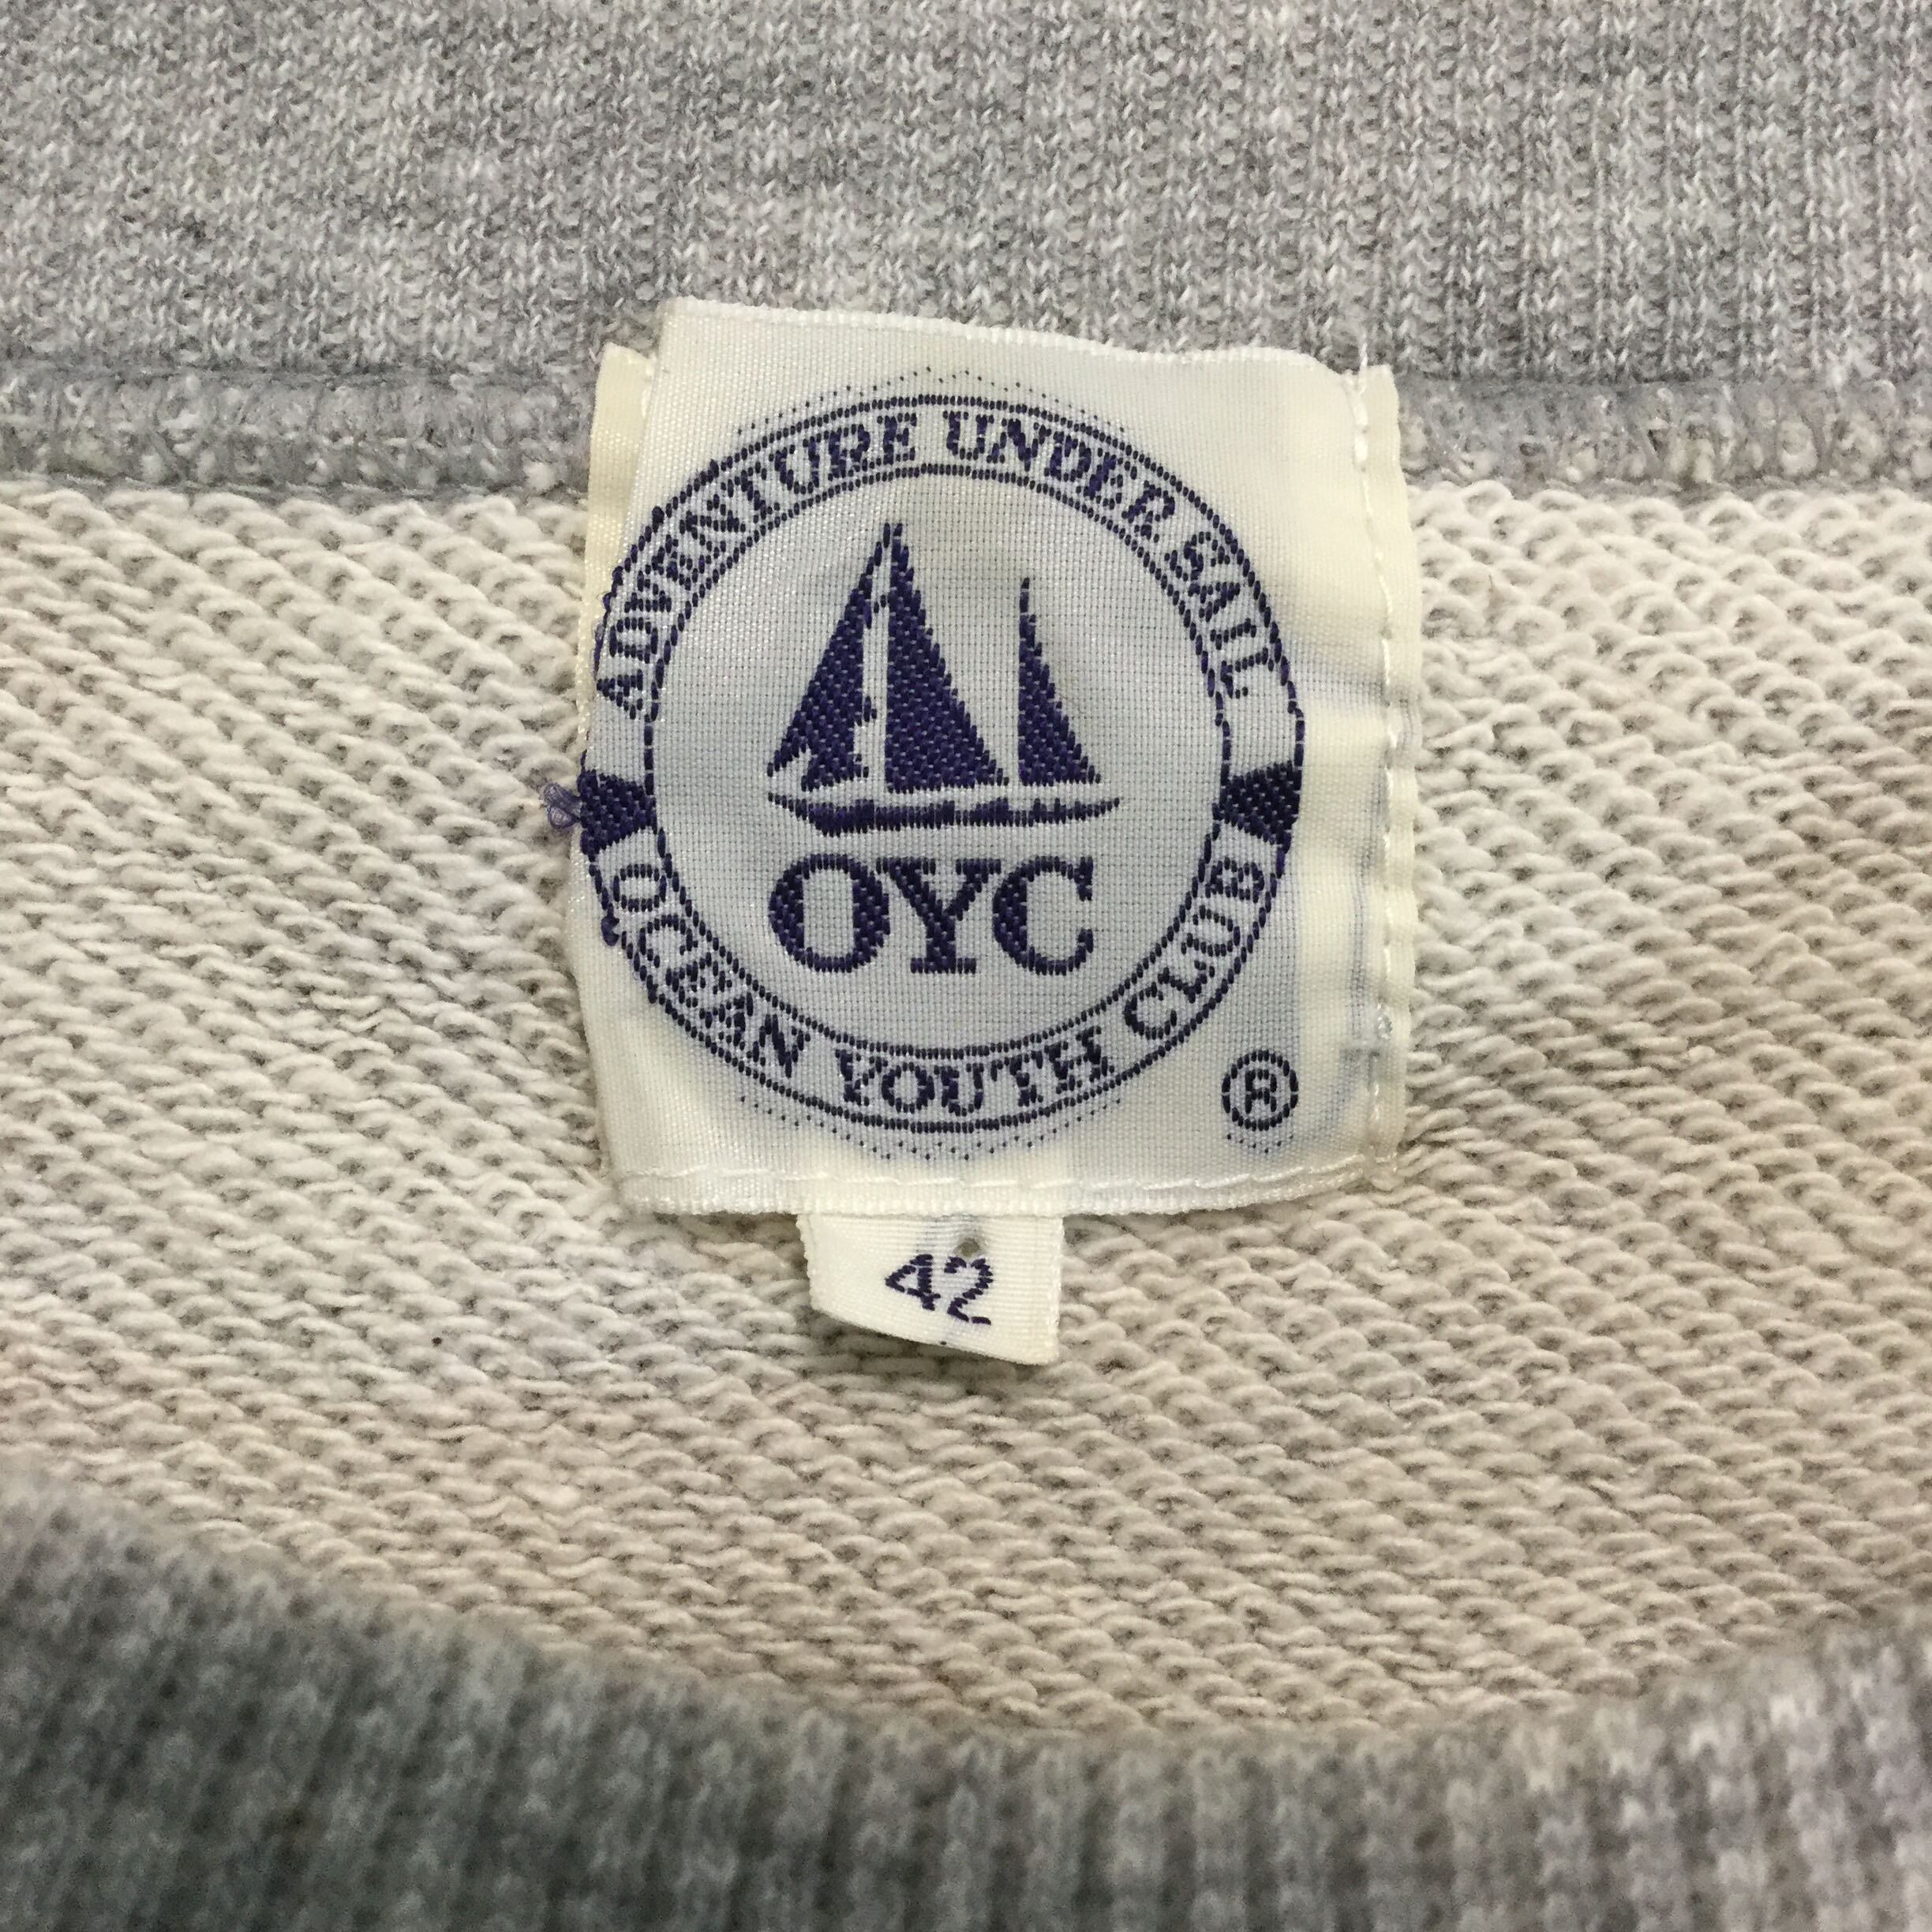 ADVENTURE UNDER SAIL
OYC
OCEAN YOUTH CLUB
®
42